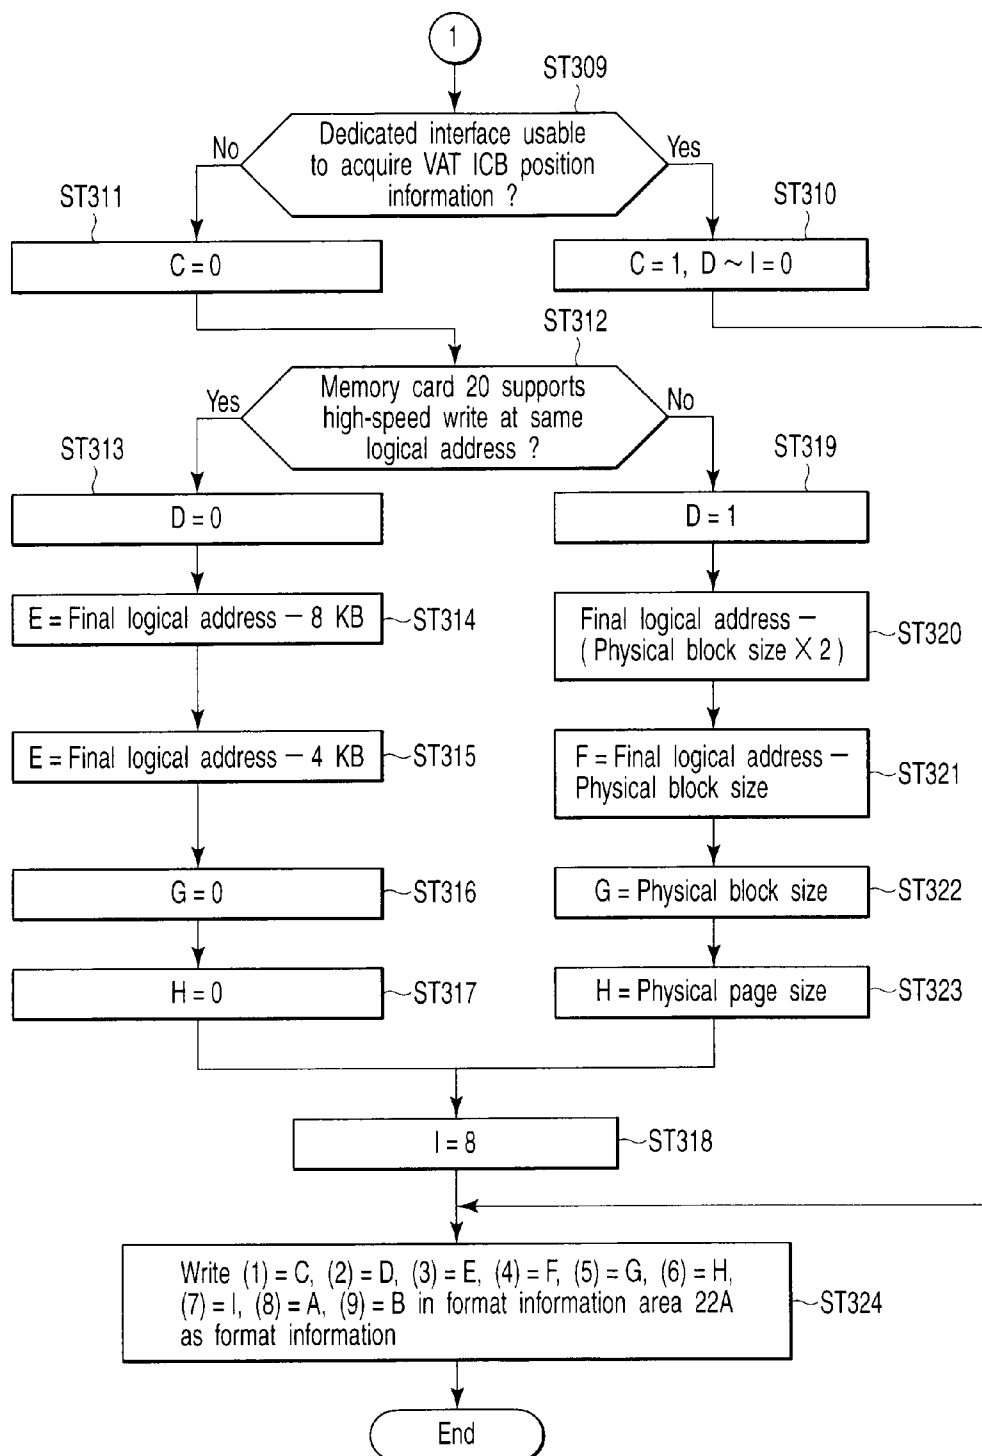 1
ST309
Dedicated interface usable
to acquire VAT ICB position
information ?
No
Yes
ST311
ST310
C = 0
C = 1, D ~ I = 0
ST312
Memory card 20 supports
high-speed write at same
logical address ?
Yes
No
ST313
ST319
D = 0
D = 1
E = Final logical address − 8 KB
ST314
Final logical address −
( Physical block size × 2 )
ST320
E = Final logical address − 4 KB
ST315
F = Final logical address −
Physical block size
ST321
G = 0
ST316
G = Physical block size
ST322
H = 0
ST317
H = Physical page size
ST323
I = 8
ST318
Write (1) = C, (2) = D, (3) = E, (4) = F, (5) = G, (6) = H,
(7) = I, (8) = A, (9) = B in format information area 22A
as format information
ST324
End